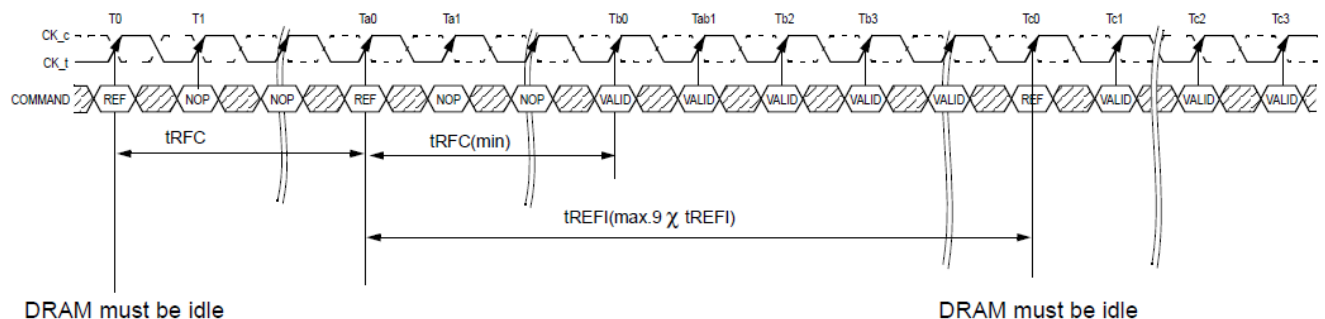 T0 T1 Ta0 Ta1 Tb0 Tab1 Tb2 Tb3 Tc0 Tc1 Tc2 Tc3
CK_c
CK_t
COMMAND REF NOP NOP REF NOP NOP VALID VALID VALID VALID VALID REF VALID VALID VALID
tRFC tRFC(min)
tREFI(max.9 χ tREFI)
DRAM must be idle DRAM must be idle